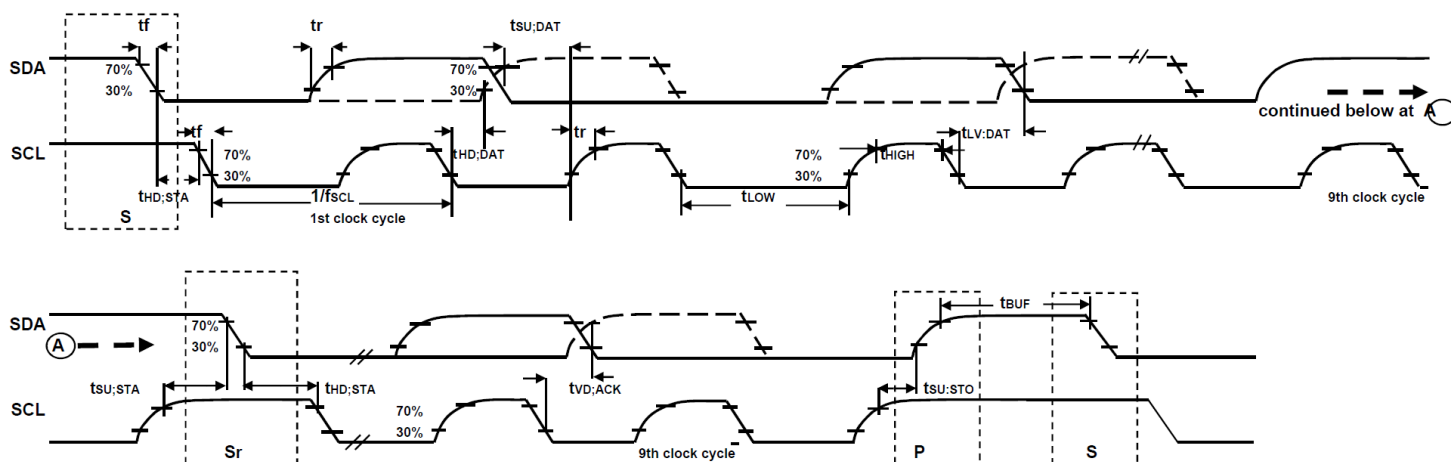 tf
tr
tSU;DAT
SDA
70%
30%
70%
30%
continued below at A
tf
tHD;DAT
tr
tLV:DAT
SCL
70%
30%
70%
30%
tHIGH
tHD;STA
1/fSCL
tLOW
S
1st clock cycle
9th clock cycle
tBUF
SDA
70%
30%
A
tSU;STA
tHD;STA
tVD;ACK
tSU:STO
SCL
70%
30%
Sr
9th clock cycle
P
S